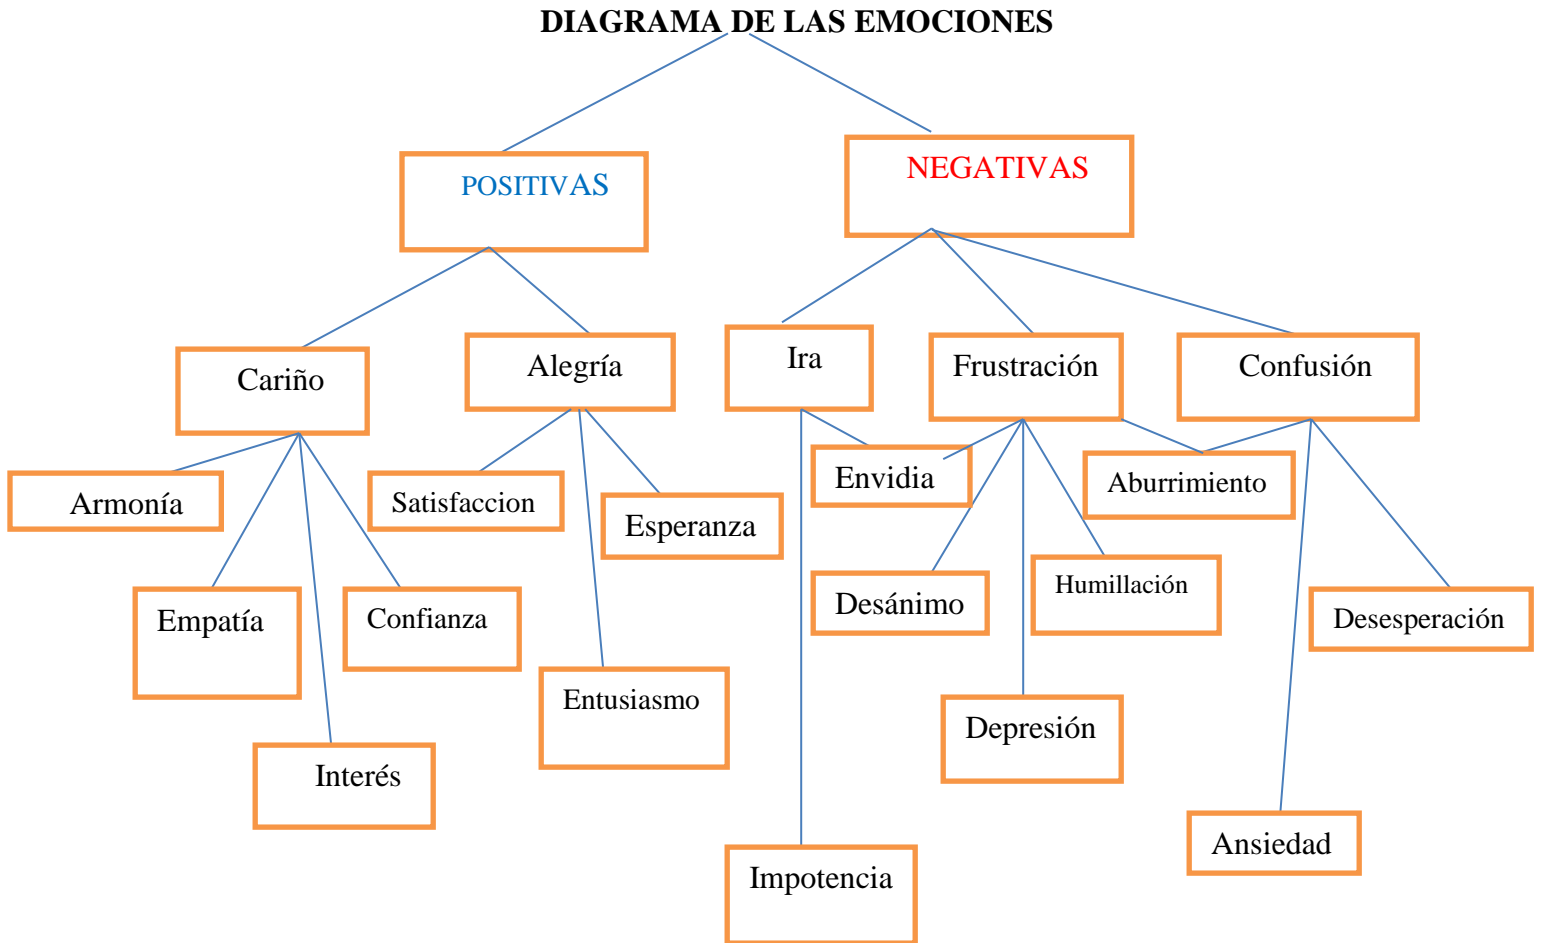 DIAGRAMA DE LAS EMOCIONES
POSITIVAS
NEGATIVAS
Cariño
Alegría
Ira
Frustración
Confusión
Armonía
Satisfaccion
Esperanza
Envidia
Aburrimiento
Empatía
Confianza
Desánimo
Humillación
Desesperación
Entusiasmo
Depresión
Interés
Ansiedad
Impotencia